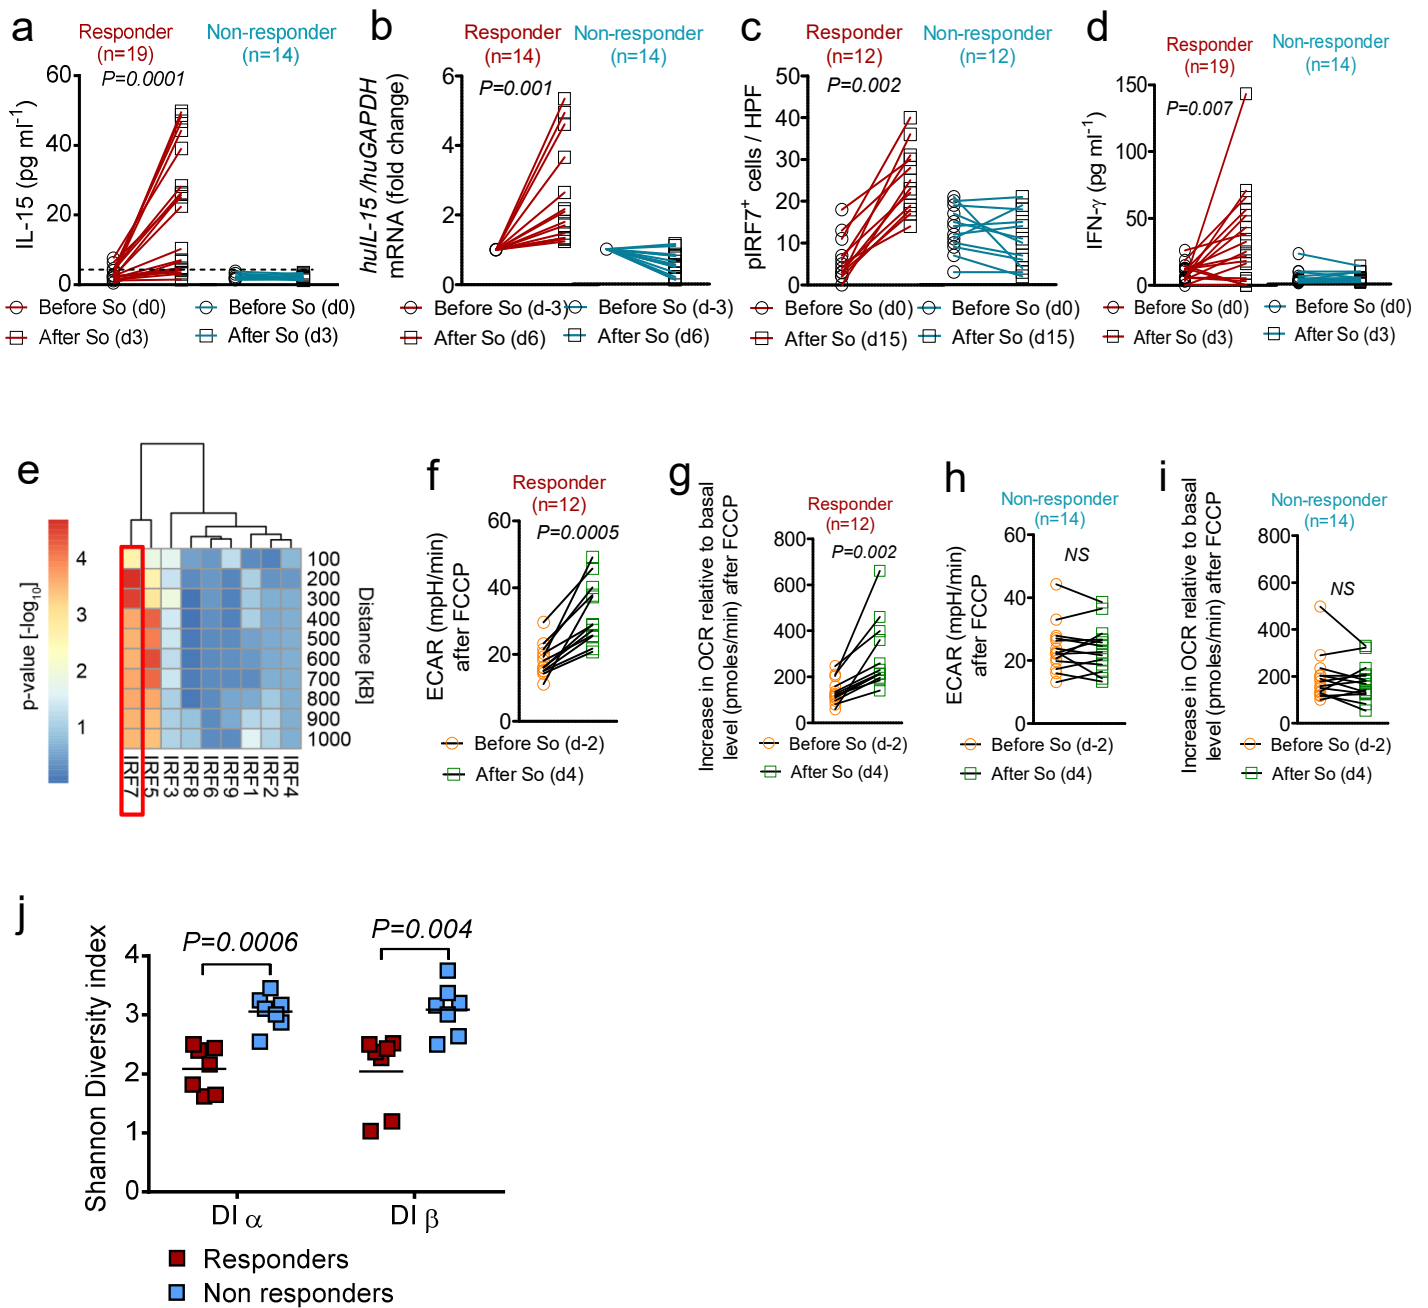 a
Responder
(n=19)
Non-responder
(n=14)
P=0.0001
IL-15 (pg ml-1)
60
40
20
0
Before So (d0)
After So (d3)
Before So (d0)
After So (d3)
b
Responder
(n=14)
Non-responder
(n=14)
P=0.001
huIL-15 /huGAPDH
mRNA (fold change)
6
4
2
0
Before So (d-3)
After So (d6)
Before So (d-3)
After So (d6)
c
Responder
(n=12)
Non-responder
(n=12)
P=0.002
pIRF7+ cells / HPF
50
40
30
20
10
0
Before So (d0)
After So (d15)
Before So (d0)
After So (d15)
d
Responder
(n=19)
Non-responder
(n=14)
P=0.007
IFN-γ (pg ml-1)
150
100
50
0
Before So (d0)
After So (d3)
Before So (d0)
After So (d3)
e
p-value [-log10]
4
3
2
1
100
200
300
400
500
600
700
800
900
1000
Distance [kB]
IRF7
IRF5
IRF3
IRF8
IRF6
IRF9
IRF1
IRF2
IRF4
f
Responder
(n=12)
P=0.0005
ECAR (mpH/min)
after FCCP
60
40
20
0
Before So (d-2)
After So (d4)
g
Responder
(n=12)
P=0.002
Increase in OCR relative to basal
level (pmoles/min) after FCCP
800
600
400
200
0
Before So (d-2)
After So (d4)
h
Non-responder
(n=14)
NS
ECAR (mpH/min)
after FCCP
60
40
20
0
Before So (d-2)
After So (d4)
i
Non-responder
(n=14)
NS
Increase in OCR relative to basal
level (pmoles/min) after FCCP
800
600
400
200
0
Before So (d-2)
After So (d4)
j
P=0.0006
P=0.004
Shannon Diversity index
4
3
2
1
0
DI α
DI β
Responders
Non responders